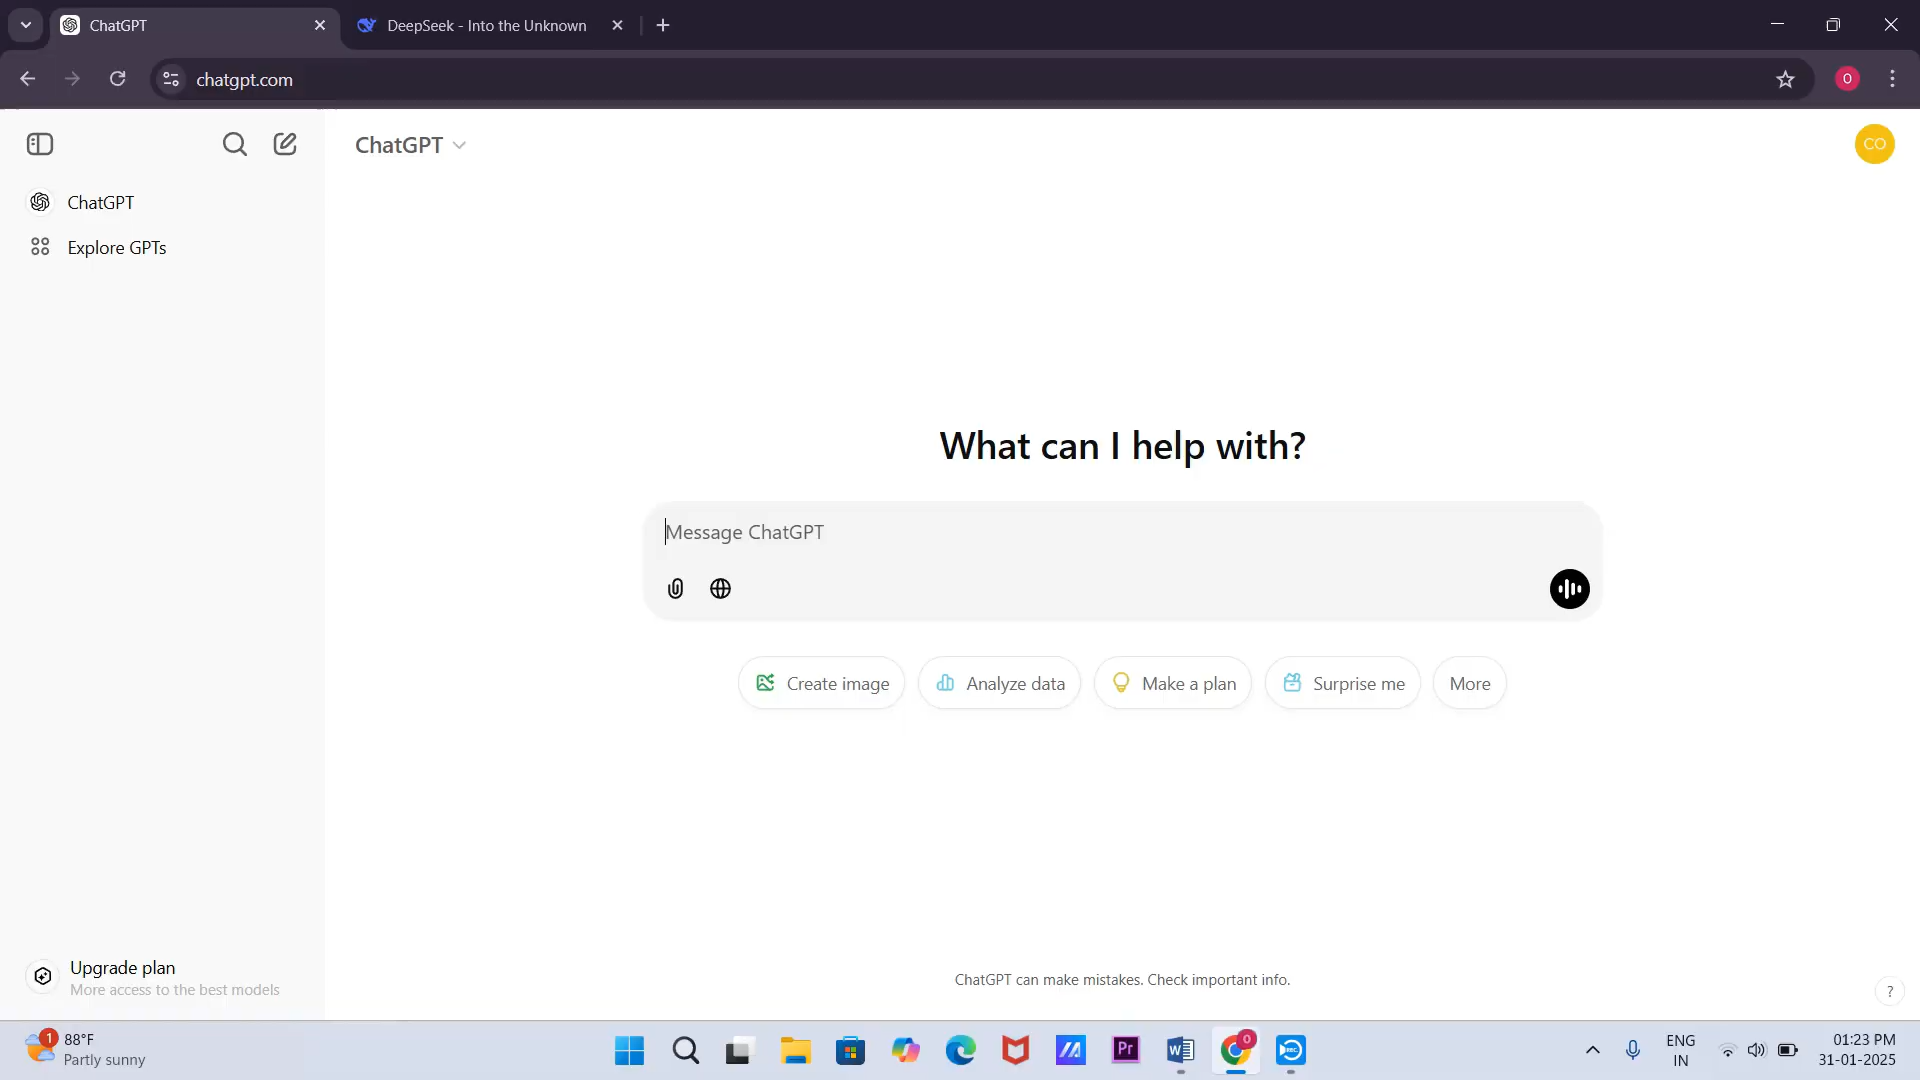 ChatGPT
DeepSeek - Into the Unknown
chatgpt.com
O
ChatGPT
CO
ChatGPT
Explore GPTs
What can I help with?
Message ChatGPT
Create image
Analyze data
Make a plan
Surprise me
More
Upgrade plan
More access to the best models
ChatGPT can make mistakes. Check important info.
?
1
88°F
Partly sunny
Pr
W
O
REC
ENG
IN
01:23 PM
31-01-2025